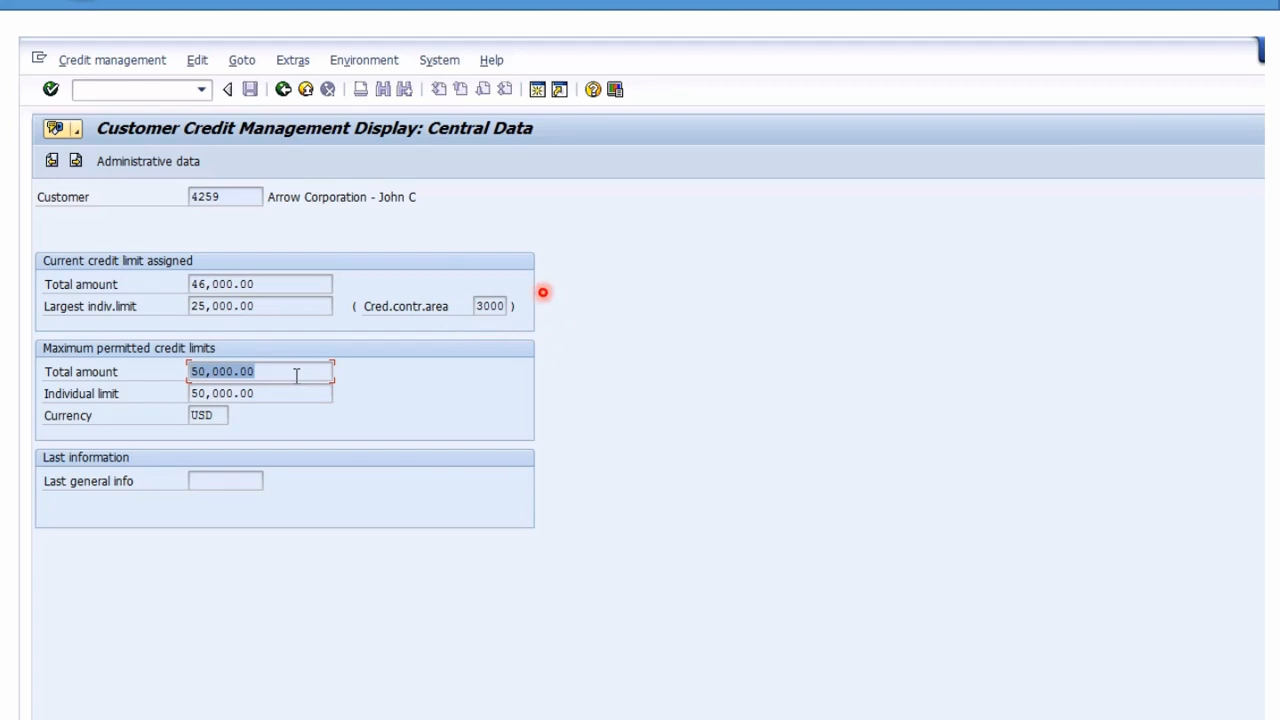 Credit management Edit Goto Extras Environment System Help
Customer Credit Management Display: Central Data
Administrative data
Customer 4259 Arrow Corporation - John C
Current credit limit assigned
Total amount 46,000.00
Largest indiv.limit 25,000.00 ( Cred.contr.area 3000 )
Maximum permitted credit limits
Total amount 50,000.00
Individual limit 50,000.00
Currency USD
Last information
Last general info